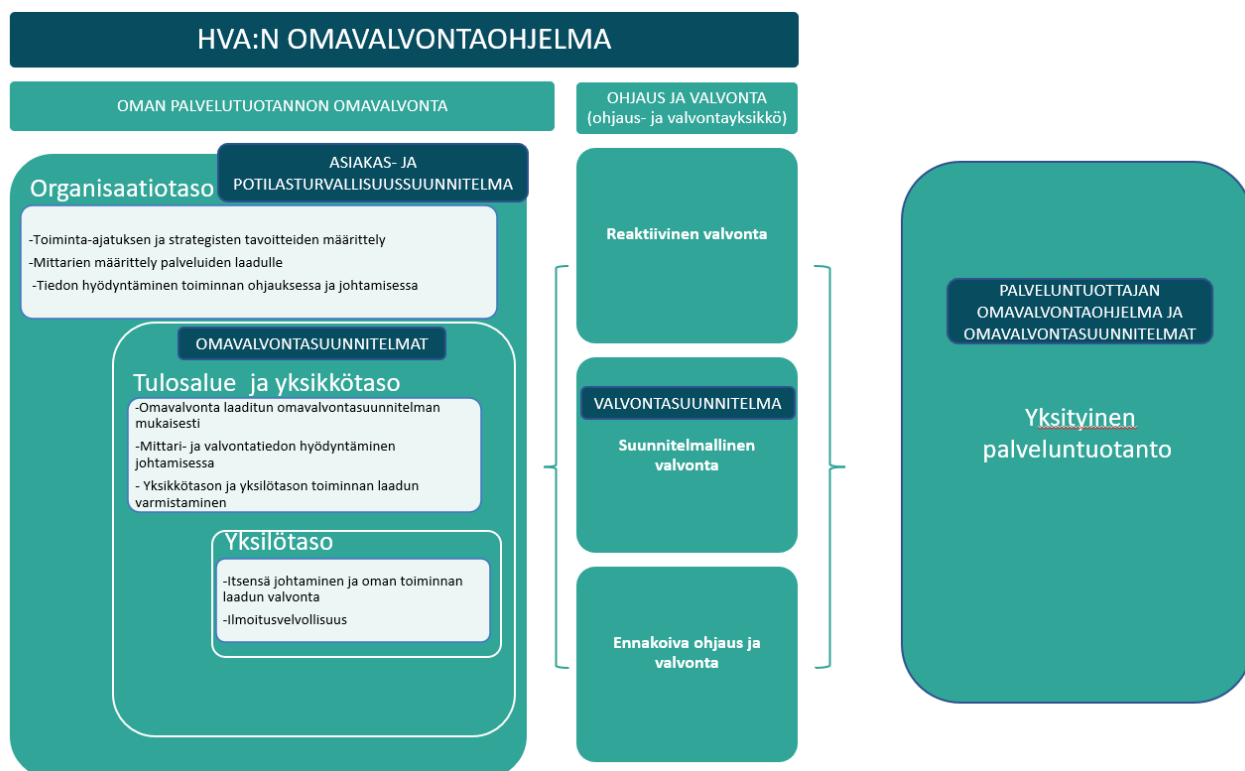 HVA:N OMAVALVONTAOHJELMA
OMAN PALVELUTUOTANNON OMAVALVONTA
OHJAUS JA VALVONTA
(ohjaus- ja valvontayksikkö)
ASIAKAS- JA
POTILASTURVALLISUUSSUUNNITELMA
Organisaatiotaso
-Toiminta-ajatuksen ja strategisten tavoitteiden määrittely
-Mittarien määrittely palveluiden laadulle
-Tiedon hyödyntäminen toiminnan ohjauksessa ja johtamisessa
OMAVALVONTASUUNNITELMAT
Tulosalue ja yksikkötaso
-Omavalvonta laaditun omavalvontasuunnitelman
mukaisesti
-Mittari- ja valvontatiedon hyödyntäminen
johtamisessa
- Yksikkötason ja yksilötason toiminnan laadun
varmistaminen
Yksilötaso
-Itsensä johtaminen ja oman toiminnan
laadun valvonta
-Ilmoitusvelvollisuus
Reaktiivinen valvonta
VALVONTASUUNNITELMA
Suunnitelmallinen
valvonta
Ennakoiva ohjaus ja
valvonta
PALVELUNTUOTTAJAN
OMAVALVONTAOHJELMA JA
OMAVALVONTASUUNNITELMAT
Yksityinen
palveluntuotanto